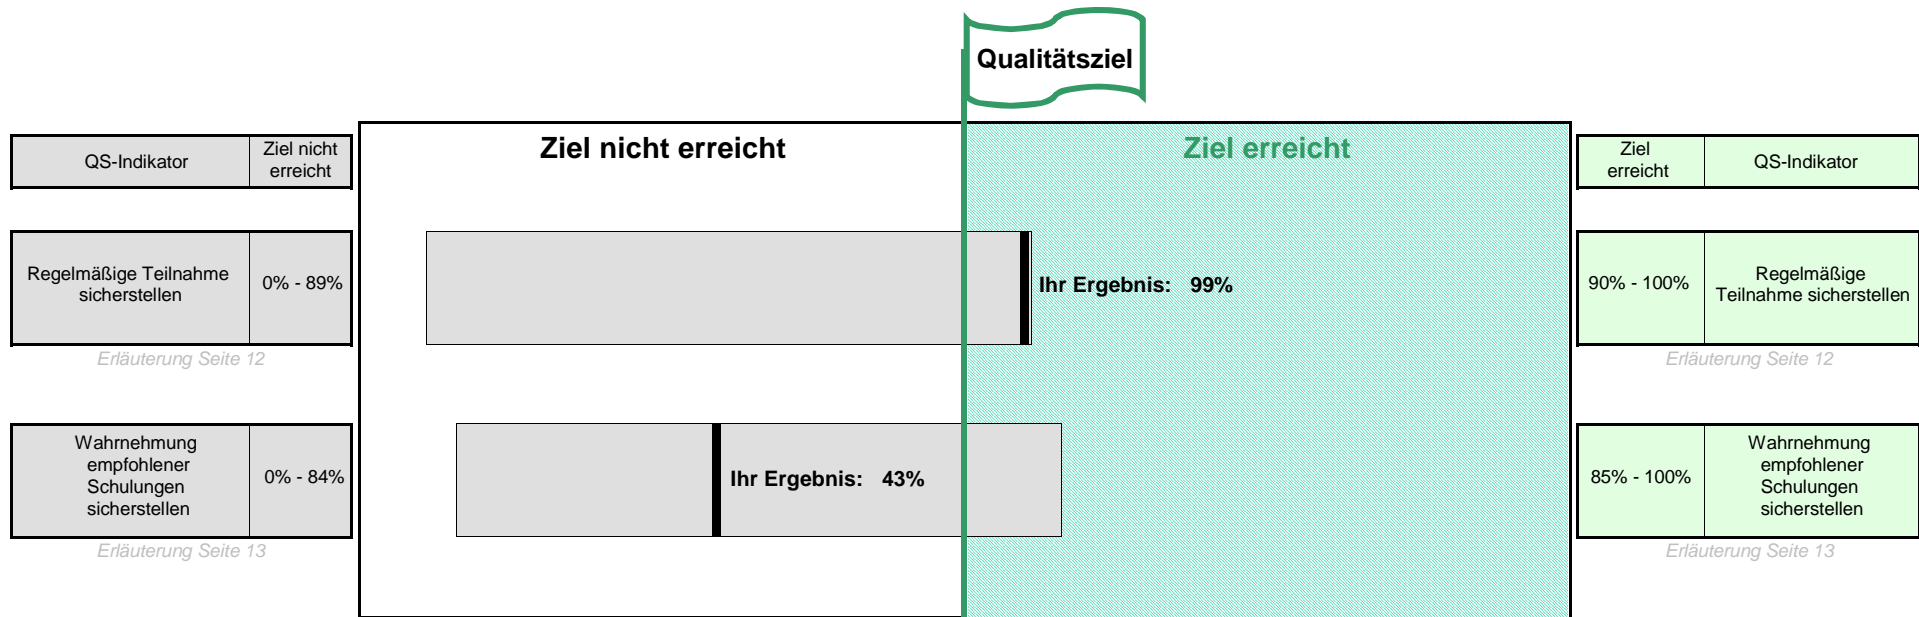 Qualitätsziel
Ziel nicht erreicht
Ziel erreicht
QS-Indikator
Ziel nicht
erreicht
Ziel
erreicht
QS-Indikator
Regelmäßige Teilnahme
sicherstellen
0% - 89%
Ihr Ergebnis: 99%
90% - 100%
Regelmäßige
Teilnahme sicherstellen
Erläuterung Seite 12
Erläuterung Seite 12
Wahrnehmung
empfohlener
Schulungen
sicherstellen
0% - 84%
Ihr Ergebnis: 43%
85% - 100%
Wahrnehmung
empfohlener
Schulungen
sicherstellen
Erläuterung Seite 13
Erläuterung Seite 13